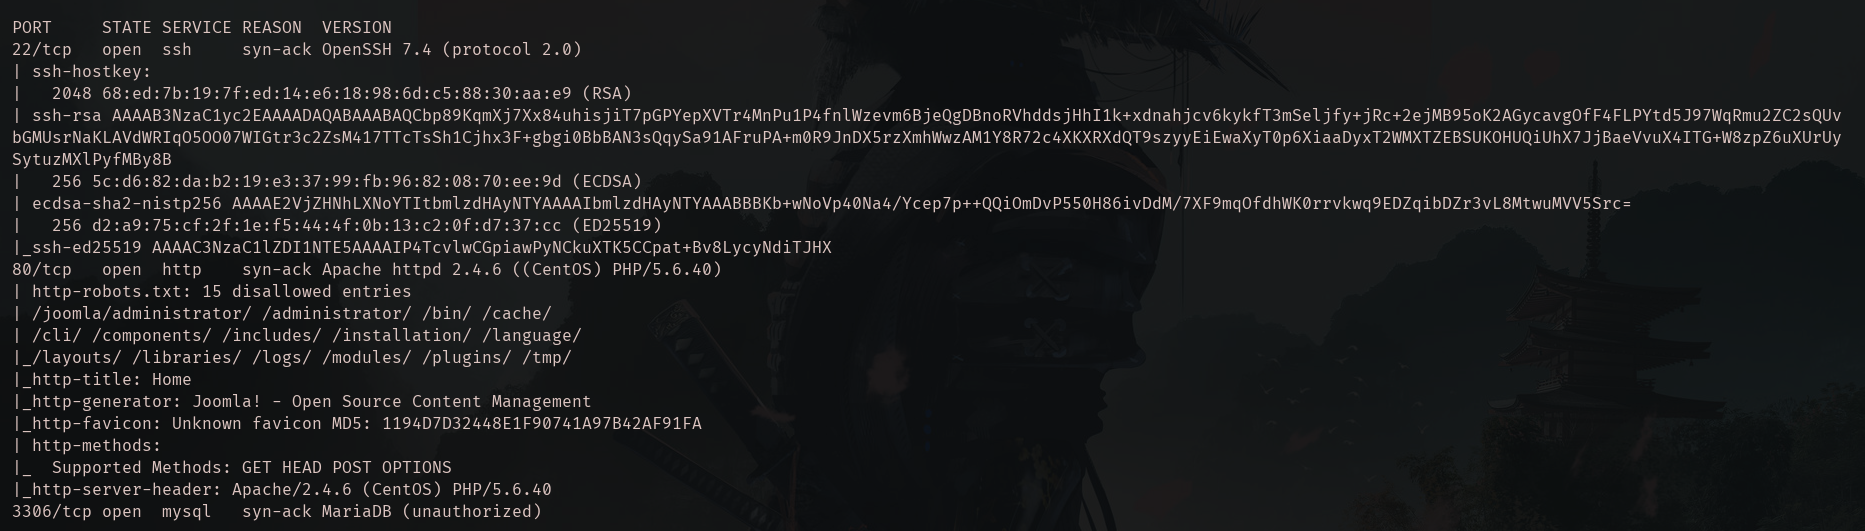 PORT     STATE SERVICE REASON  VERSION
22/tcp   open  ssh     syn-ack OpenSSH 7.4 (protocol 2.0)
| ssh-hostkey:
|   2048 68:ed:7b:19:7f:ed:14:e6:18:98:6d:c5:88:30:aa:e9 (RSA)
| ssh-rsa AAAAB3NzaC1yc2EAAAADAQABAAABAQCbp89KqmXj7Xx84uhisjiT7pGPYepXVTr4MnPu1P4fnlWzevm6BjeQgDBnoRVhddsjHhI1k+xdnahjcv6kykfT3mSeljfy+jRc+2ejMB95oK2AGycavgOfF4FLPYtd5J97WqRmu2ZC2sQUv
bGMUsrNaKLAVdWRIqO5OO07WIGtr3c2ZsM417TTcTsSh1Cjhx3F+gbgi0BbBAN3sQqySa91AFruPA+m0R9JnDX5rzXmhWwzAM1Y8R72c4XKXRXdQT9szyyEiEwaXyT0p6XiaaDyxT2WMXTZEBSUKOHUQiUhX7JjBaeVvuX4ITG+W8zpZ6uXUrUy
SytuzMXlPyfMBy8B
|   256 5c:d6:82:da:b2:19:e3:37:99:fb:96:82:08:70:ee:9d (ECDSA)
| ecdsa-sha2-nistp256 AAAAE2VjZHNhLXNoYTItbmlzdHAyNTYAAAAIbmlzdHAyNTYAAABBBKb+wNoVp40Na4/Ycep7p++QQiOmDvP550H86ivDdM/7XF9mqOfdhWK0rrvkwq9EDZqibDZr3vL8MtwuMVV5Src=
|   256 d2:a9:75:cf:2f:1e:f5:44:4f:0b:13:c2:0f:d7:37:cc (ED25519)
|_ssh-ed25519 AAAAC3NzaC1lZDI1NTE5AAAAIP4TcvlwCGpiawPyNCkuXTK5CCpat+Bv8LycyNdiTJHX
80/tcp   open  http    syn-ack Apache httpd 2.4.6 ((CentOS) PHP/5.6.40)
| http-robots.txt: 15 disallowed entries
| /joomla/administrator/ /administrator/ /bin/ /cache/
| /cli/ /components/ /includes/ /installation/ /language/
|_/layouts/ /libraries/ /logs/ /modules/ /plugins/ /tmp/
|_http-title: Home
|_http-generator: Joomla! - Open Source Content Management
|_http-favicon: Unknown favicon MD5: 1194D7D32448E1F90741A97B42AF91FA
| http-methods:
|_  Supported Methods: GET HEAD POST OPTIONS
|_http-server-header: Apache/2.4.6 (CentOS) PHP/5.6.40
3306/tcp open  mysql   syn-ack MariaDB (unauthorized)